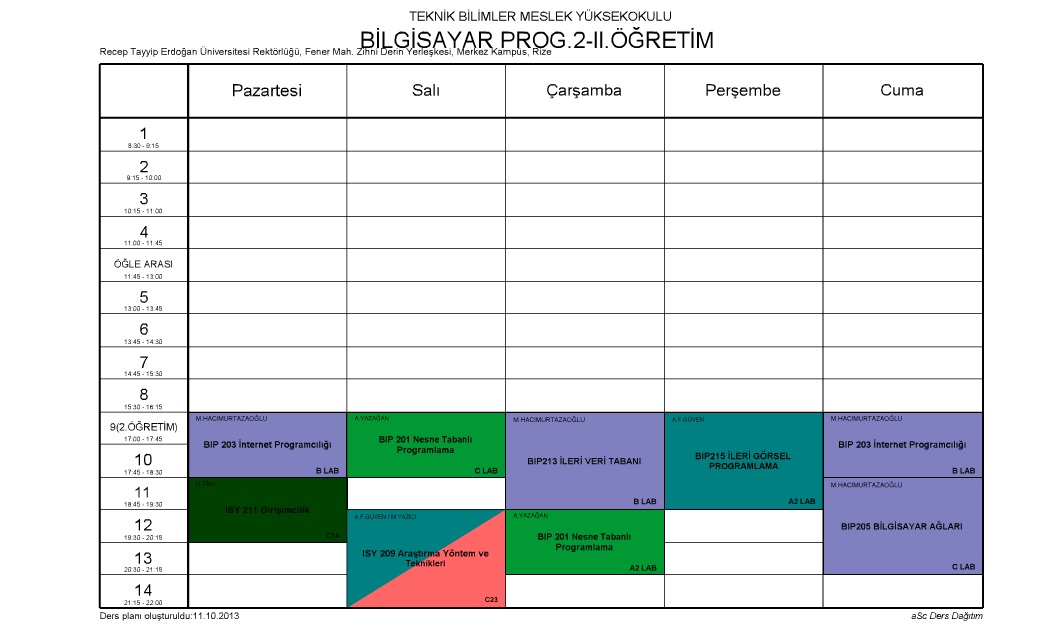 TEKNİK BİLİMLER MESLEK YÜKSEKOKULU
BİLGİSAYAR PROG.2-II.ÖĞRETİM
Recep Tayyip Erdoğan Üniversitesi Rektörlüğü, Fener Mah. Zihni Derin Yerleşkesi, Merkez Kampüs, Rize
Pazartesi Salı Çarşamba Perşembe Cuma
1
8:30 - 9:15
2
9:15 - 10:00
3
10:15 - 11:00
4
11:00 - 11:45
ÖĞLE ARASI
11:45 - 13:00
5
13:00 - 13:45
6
13:45 - 14:30
7
14:45 - 15:30
8
15:30 - 16:15
9(2.ÖĞRETİM)
17:00 - 17:45
10
17:45 - 18:30
11
18:45 - 19:30
12
19:30 - 20:15
13
20:30 - 21:15
14
21:15 - 22:00
M.HACIMURTAZAOĞLU
BIP 203 İnternet Programcılığı
B LAB
ISY 211 Girişimcilik
A.YAZAĞAN
BIP 201 Nesne Tabanlı
Programlama
C LAB
A.F.GÜVEN / M.YAZICI
ISY 209 Araştırma Yöntem ve
Teknikleri
C23
M.HACIMURTAZAOĞLU
BIP213 İLERİ VERİ TABANI
B LAB
A.YAZAĞAN
BIP 201 Nesne Tabanlı
Programlama
A2 LAB
A.F.GÜVEN
BIP215 İLERİ GÖRSEL
PROGRAMLAMA
A2 LAB
M.HACIMURTAZAOĞLU
BIP 203 İnternet Programcılığı
B LAB
M.HACIMURTAZAOĞLU
BIP205 BİLGİSAYAR AĞLARI
C LAB
Ders planı oluşturuldu:11.10.2013
aSc Ders Dağıtım